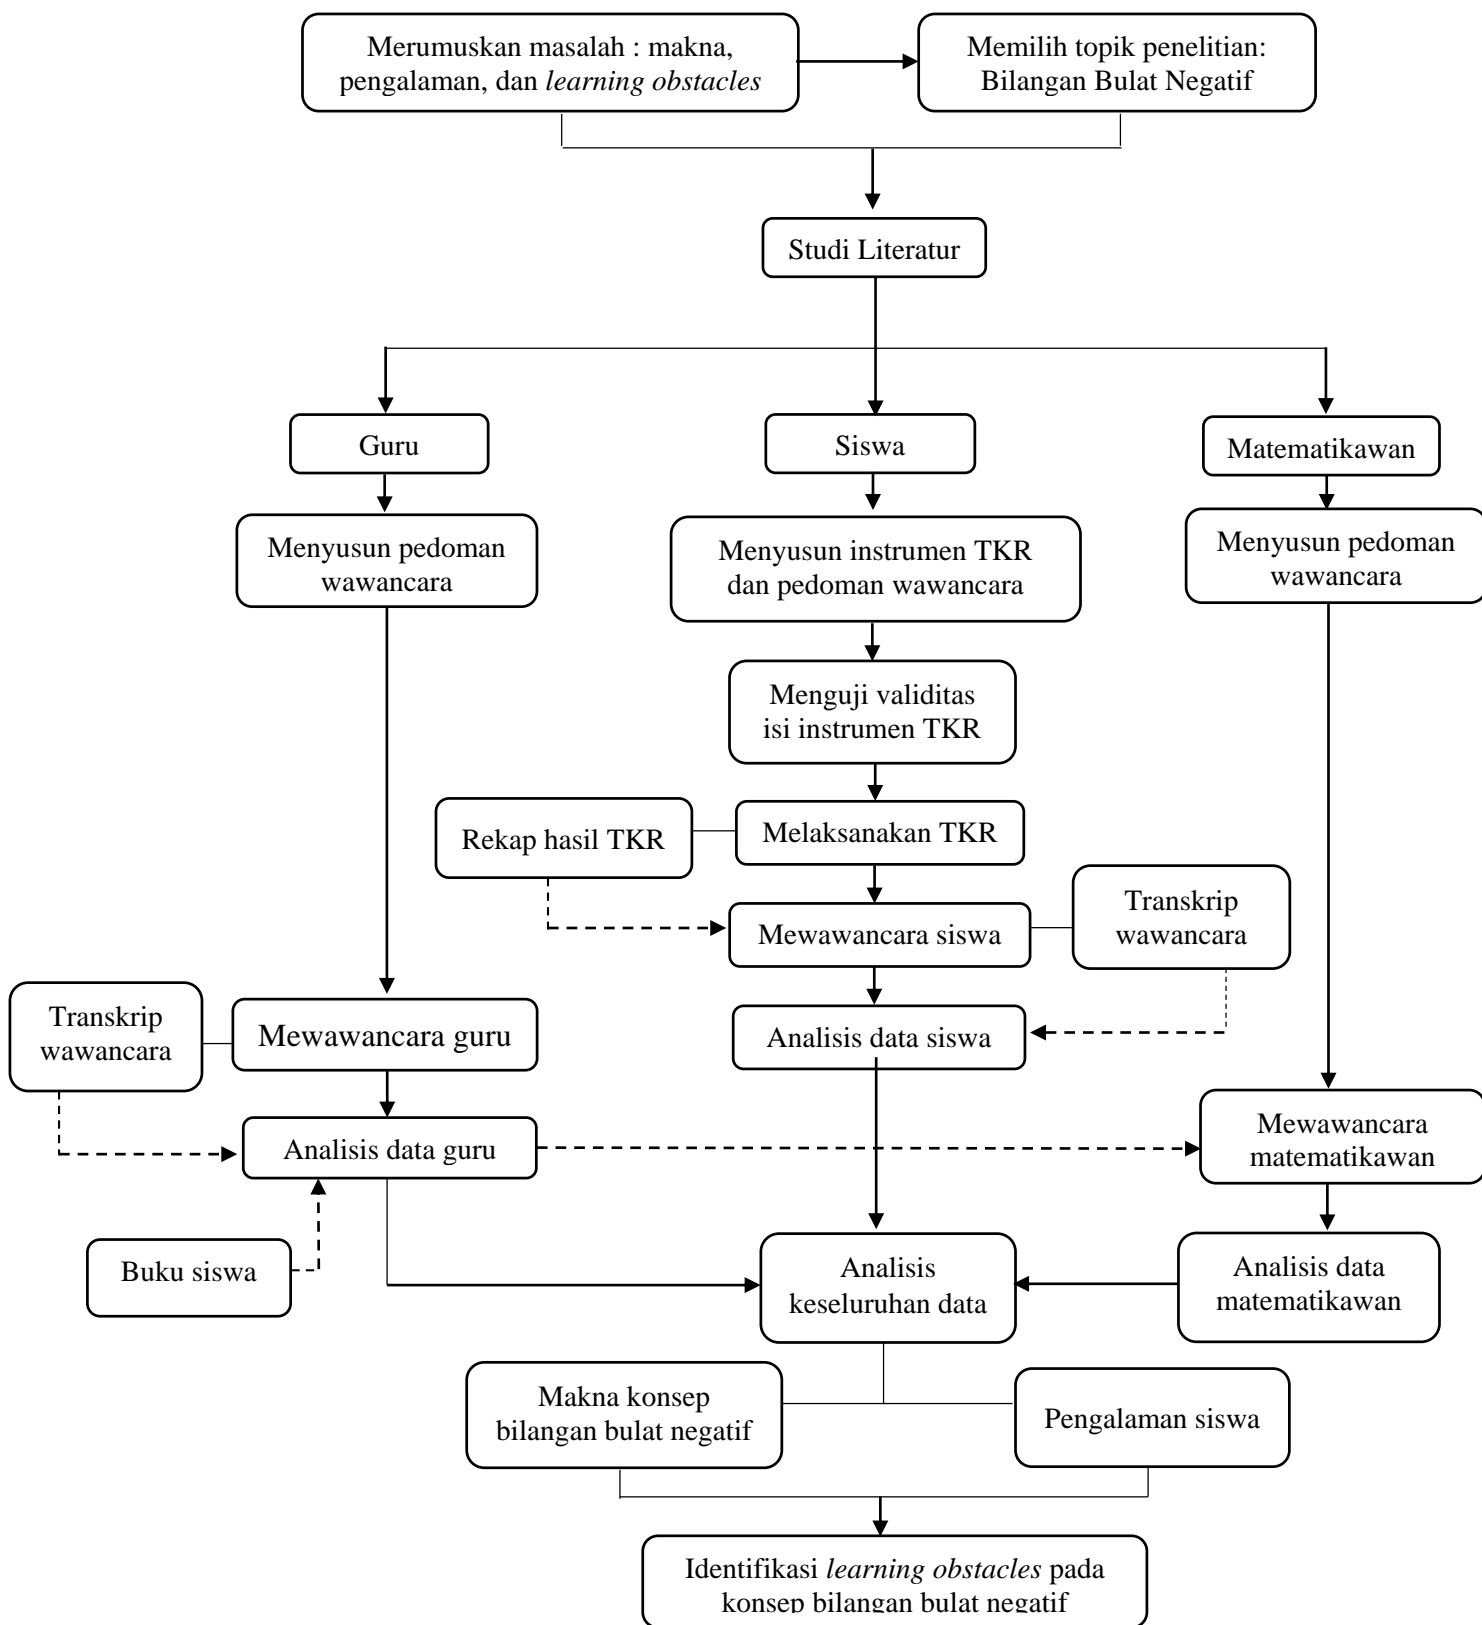 Merumuskan masalah : makna,
pengalaman, dan learning obstacles
Memilih topik penelitian:
Bilangan Bulat Negatif
Studi Literatur
Guru
Siswa
Matematikawan
Menyusun pedoman
wawancara
Menyusun instrumen TKR
dan pedoman wawancara
Menyusun pedoman
wawancara
Menguji validitas
isi instrumen TKR
Rekap hasil TKR
Melaksanakan TKR
Mewawancara siswa
Transkrip
wawancara
Transkrip
wawancara
Mewawancara guru
Analisis data siswa
Analisis data guru
Mewawancara
matematikawan
Buku siswa
Analisis
keseluruhan data
Analisis data
matematikawan
Makna konsep
bilangan bulat negatif
Pengalaman siswa
Identifikasi learning obstacles pada
konsep bilangan bulat negatif